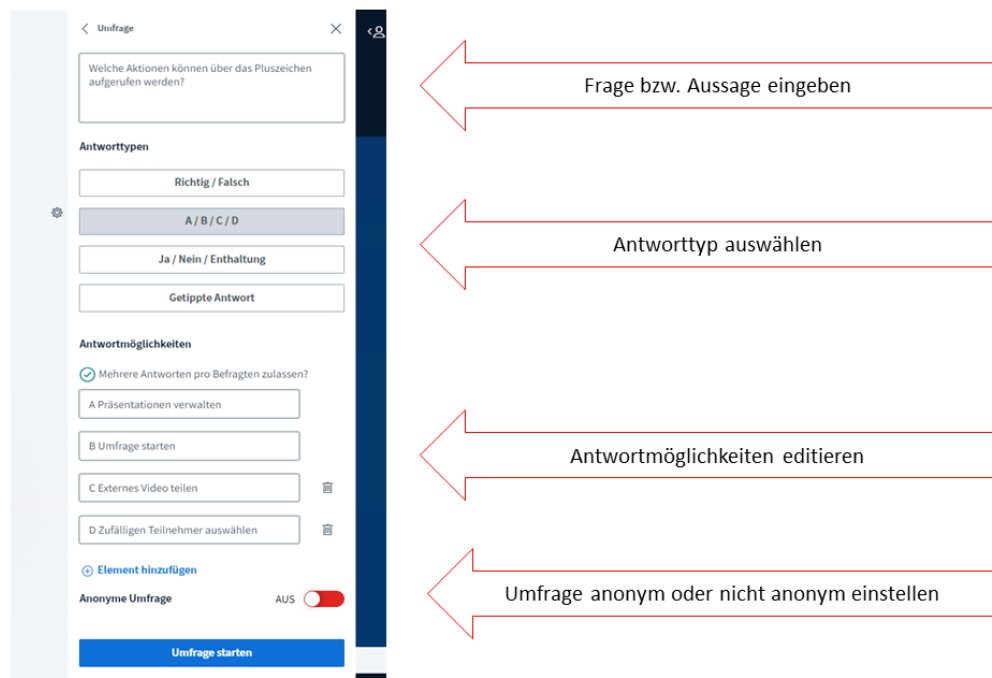 Umfrage
Welche Aktionen können über das Pluszeichen
aufgerufen werden?
Frage bzw. Aussage eingeben
Antworttypen
Richtig / Falsch
A / B / C / D
Antworttyp auswählen
Ja / Nein / Enthaltung
Getippte Antwort
Antwortmöglichkeiten
Mehrere Antworten pro Befragten zulassen?
A Präsentationen verwalten
B Umfrage starten
Antwortmöglichkeiten editieren
C Externes Video teilen
D Zufälligen Teilnehmer auswählen
Element hinzufügen
Anonyme Umfrage
AUS
Umfrage anonym oder nicht anonym einstellen
Umfrage starten